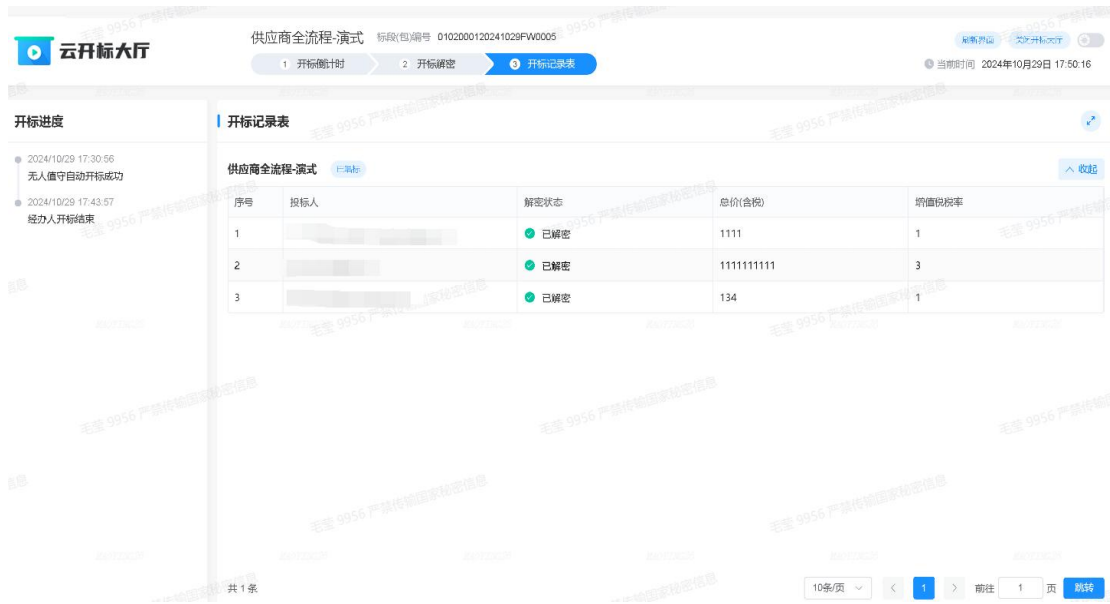 云开标大厅
供应商全流程-演式 标段(包)编号 0102000120241029FW0005
刷新界面 关闭开标大厅
1 开标倒计时 2 开标解密 3 开标记录表
当前时间 2024年10月29日 17:50:16
开标进度
2024/10/29 17:30:56
无人值守自动开标成功
2024/10/29 17:43:57
经办人开标结束
开标记录表
供应商全流程-演式 已揭标
收起
序号 投标人 解密状态 总价(含税) 增值税税率
1 已解密 1111 1
2 已解密 1111111111 3
3 已解密 134 1
共 1 条
10条/页 1 前往 1 页 跳转
毛莹 9956 严禁传输国家秘密信息